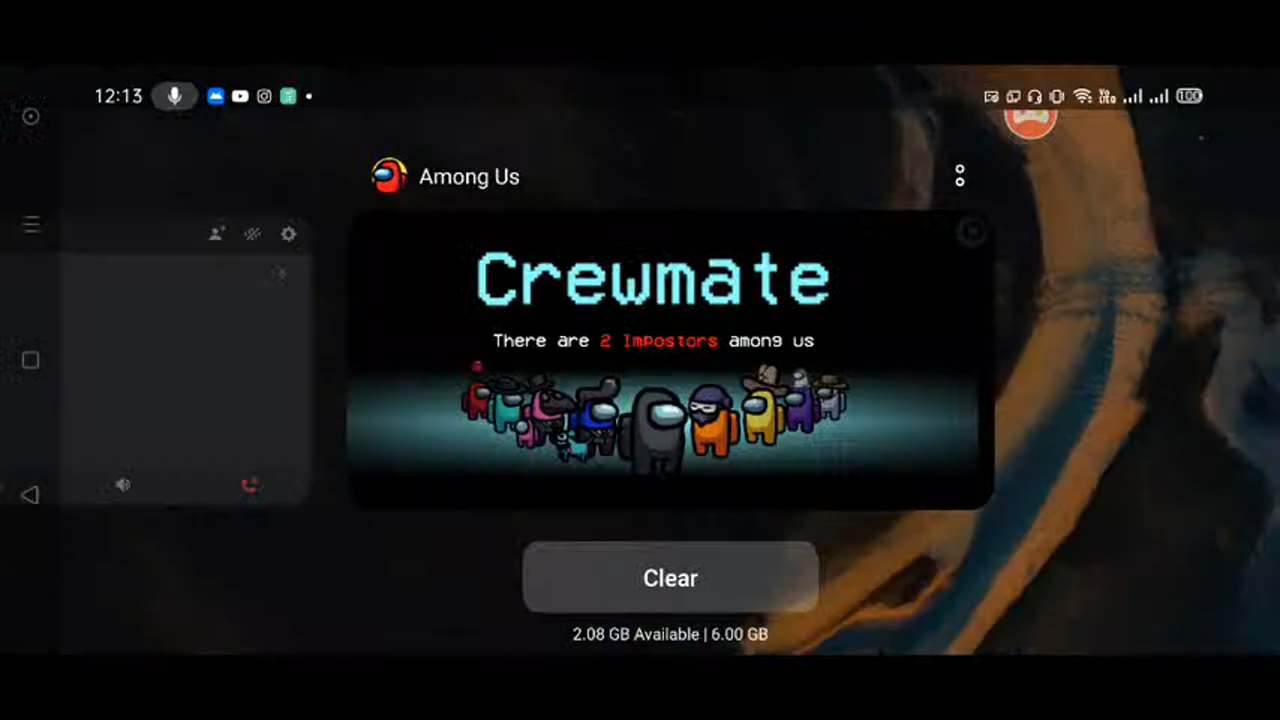 12:13
100
Among Us
Crewmate
There are 2 Impostors among us
Clear
2.08 GB Available | 6.00 GB